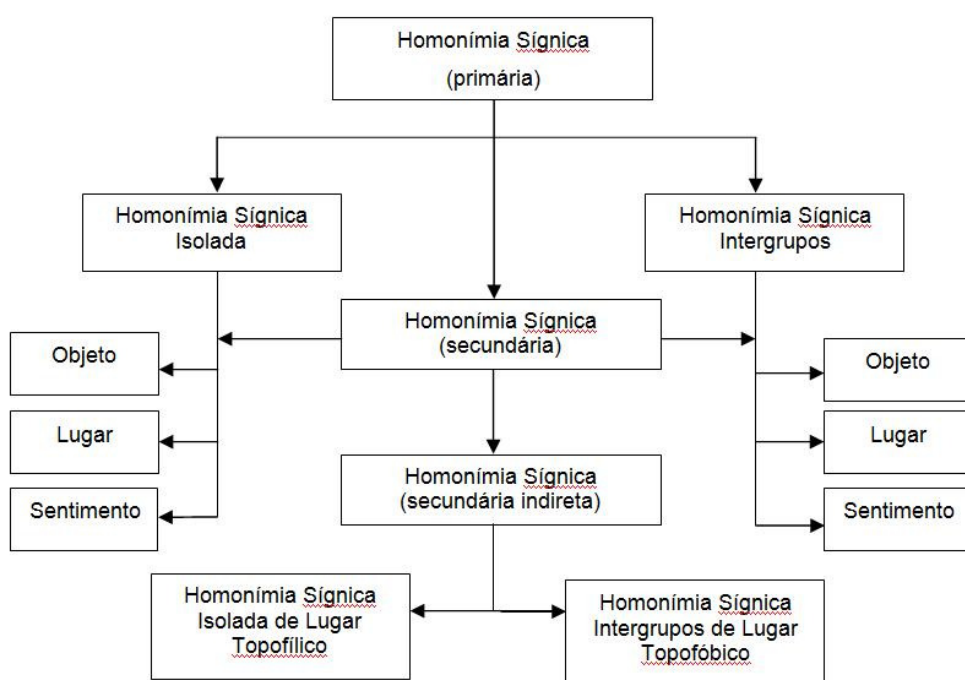 Homonímia Sígnica
(primária)
Homonímia Sígnica
Isolada
Homonímia Sígnica
Intergrupos
Homonímia Sígnica
(secundária)
Objeto
Lugar
Sentimento
Objeto
Lugar
Sentimento
Homonímia Sígnica
(secundária indireta)
Homonímia Sígnica
Isolada de Lugar
Topofílico
Homonímia Sígnica
Intergrupos de Lugar
Topofóbico